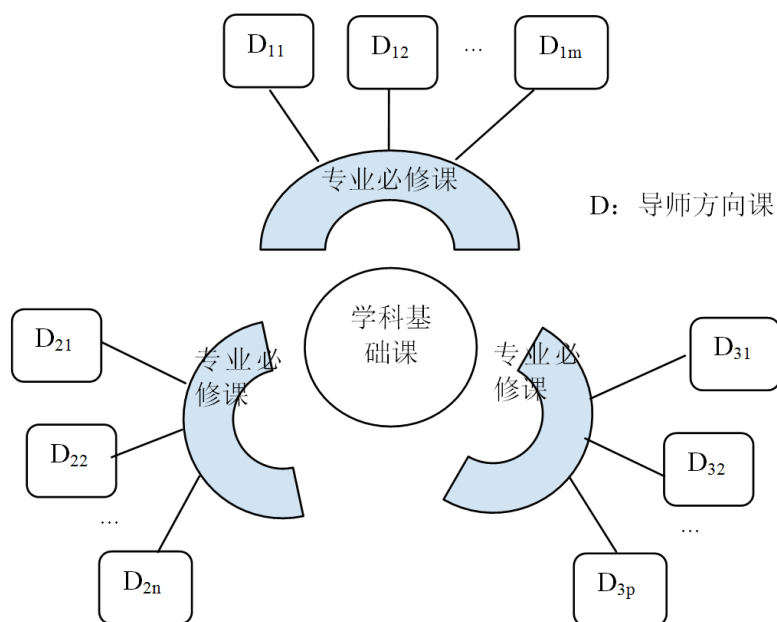 D11 D12 … D1m
专业必修课
D：导师方向课
学科基
础课
D21
专业必
修课
D22
…
D2n
专业必
修课
D31
D32
…
D3p